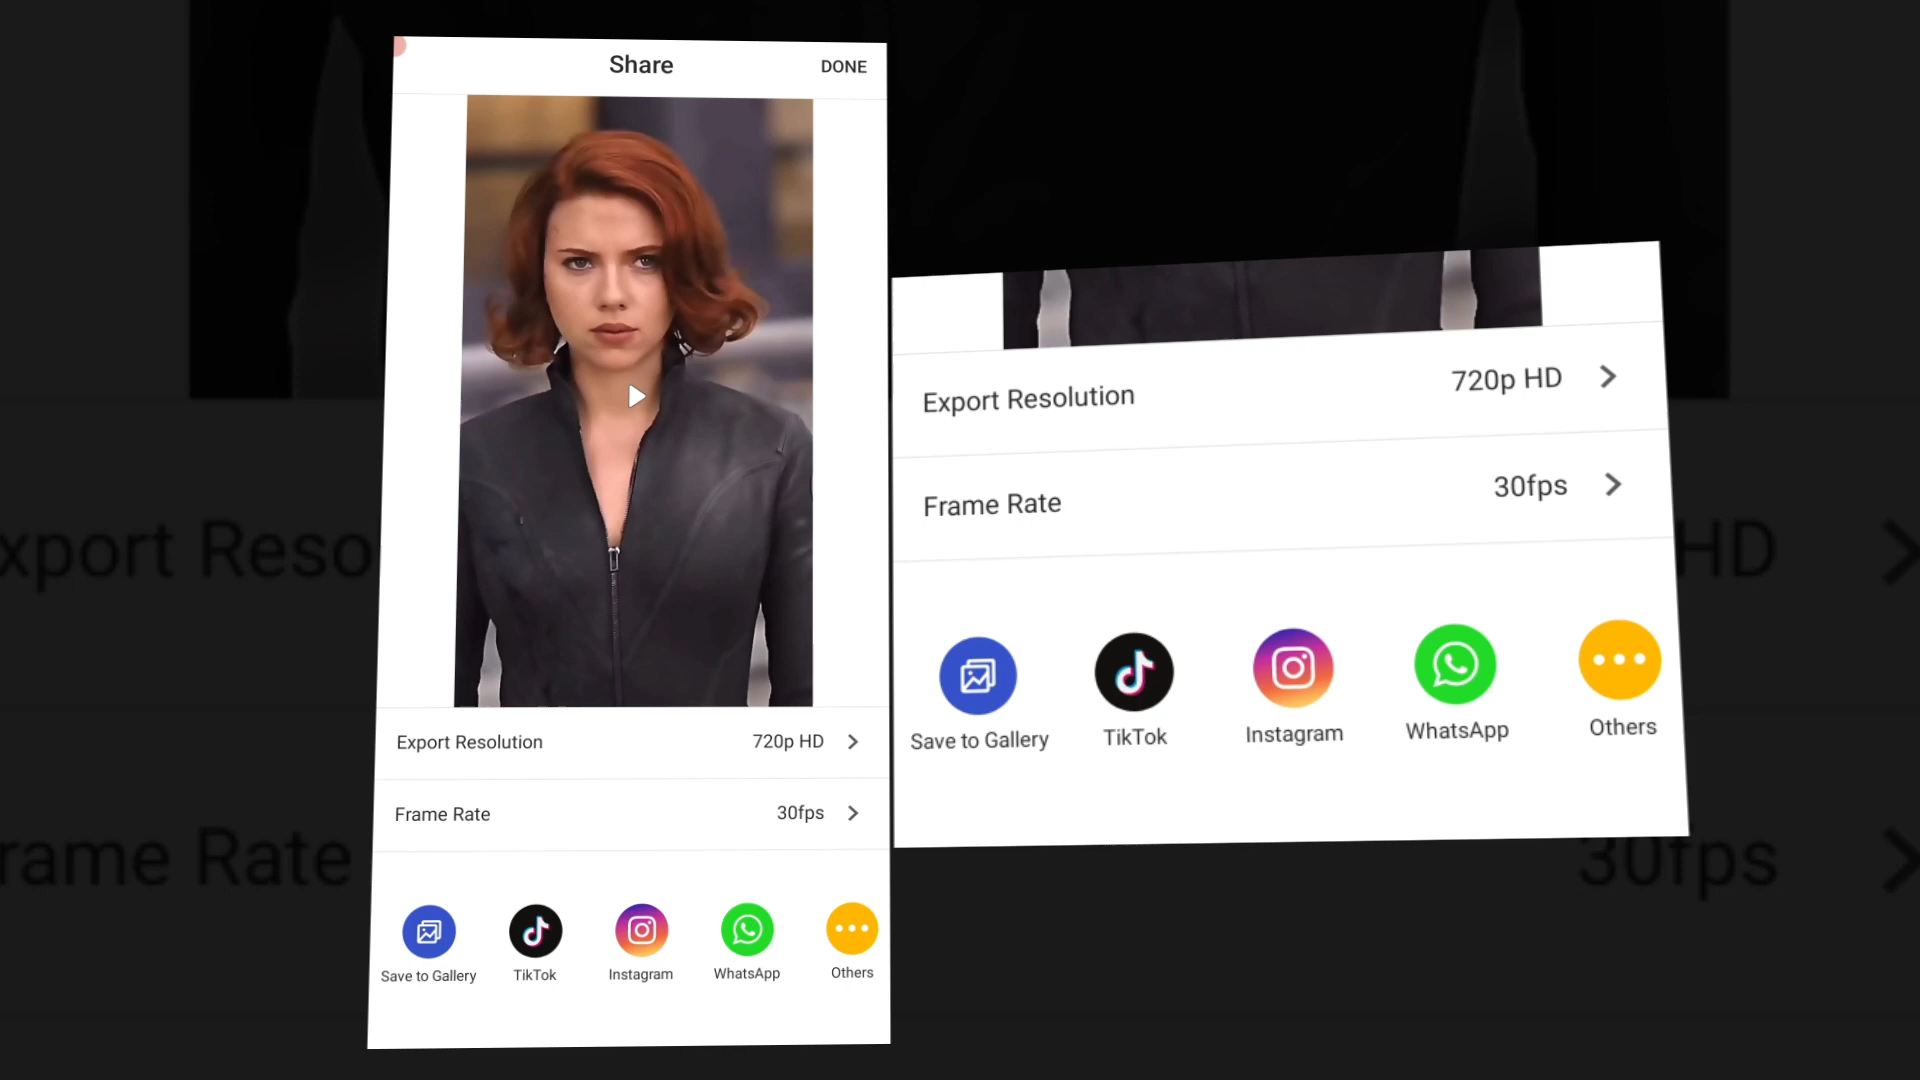 Share
DONE
Export Resolution
720p HD
Frame Rate
30fps
Save to Gallery
TikTok
Instagram
WhatsApp
Others
Export Resolution
720p HD
Frame Rate
30fps
Save to Gallery
TikTok
Instagram
WhatsApp
Others
xport Reso
HD
rame Rate
30fps